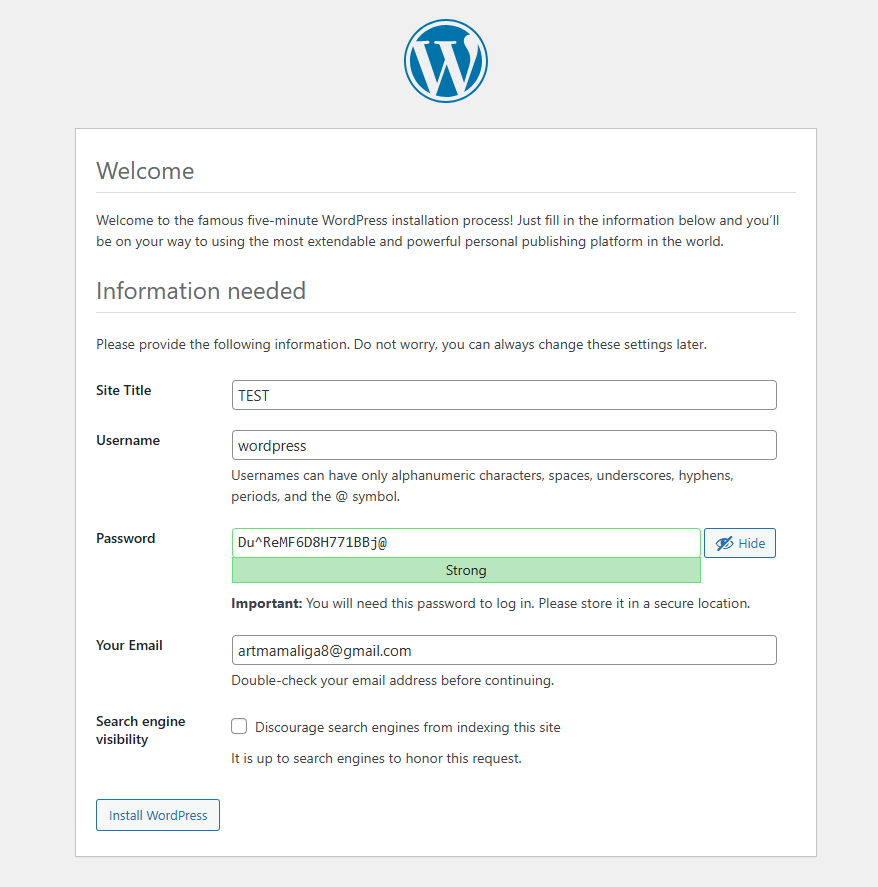 Welcome
Welcome to the famous five-minute WordPress installation process! Just fill in the information below and you'll
be on your way to using the most extendable and powerful personal publishing platform in the world.
Information needed
Please provide the following information. Do not worry, you can always change these settings later.
Site Title
TEST
Username
wordpress
Usernames can have only alphanumeric characters, spaces, underscores, hyphens,
periods, and the @ symbol.
Password
Du^ReMF6D8H771BBj@
Hide
Strong
Important: You will need this password to log in. Please store it in a secure location.
Your Email
artmamaliga8@gmail.com
Double-check your email address before continuing.
Search engine
visibility
Discourage search engines from indexing this site
It is up to search engines to honor this request.
Install WordPress